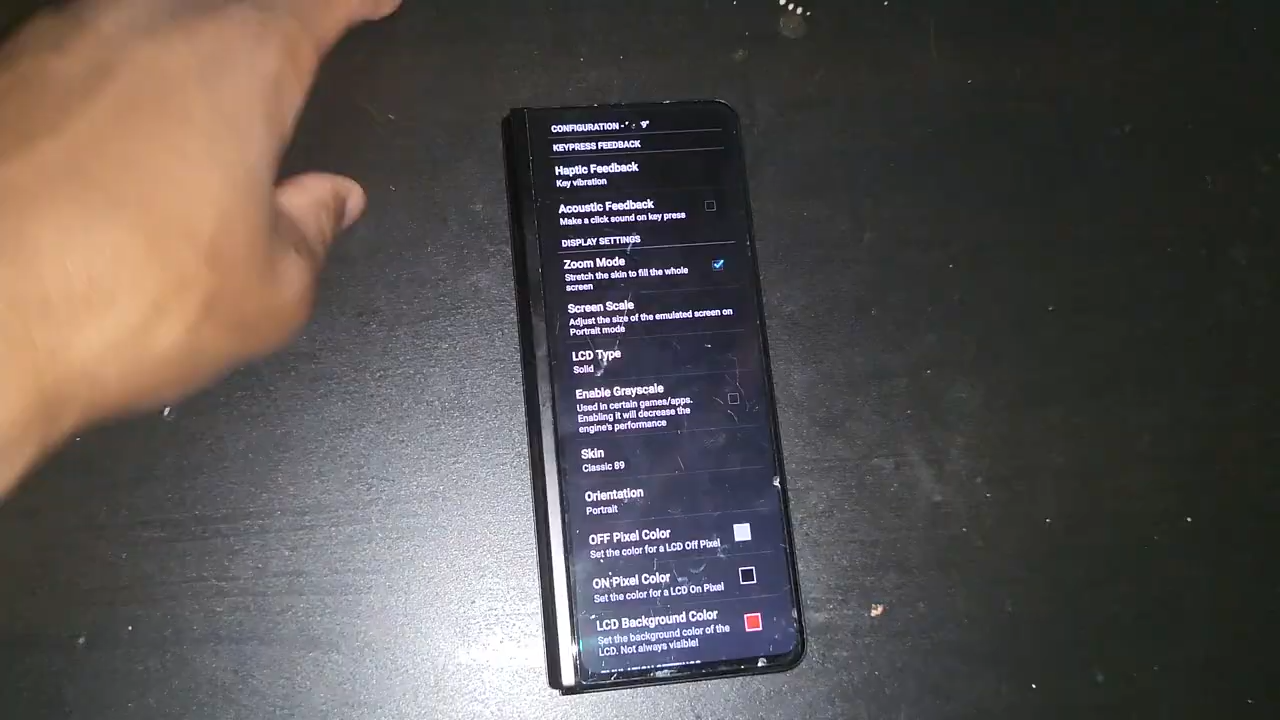 CONFIGURATION -
KEYPRESS FEEDBACK
Haptic Feedback
Key vibration
Acoustic Feedback
Make a click sound on key press
DISPLAY SETTINGS
Zoom Mode
Stretch the skin to fill the whole
screen
Screen Scale
Adjust the size of the emulated screen on
Portrait mode
LCD Type
Solid
Enable Grayscale
Used in certain games/apps.
Enabling it will decrease the
engine's performance
Skin
Classic 89
Orientation
Portrait
OFF Pixel Color
Set the color for a LCD Off Pixel
ON Pixel Color
Set the color for a LCD On Pixel
LCD Background Color
Set the background color of the
LCD. Not always visible!